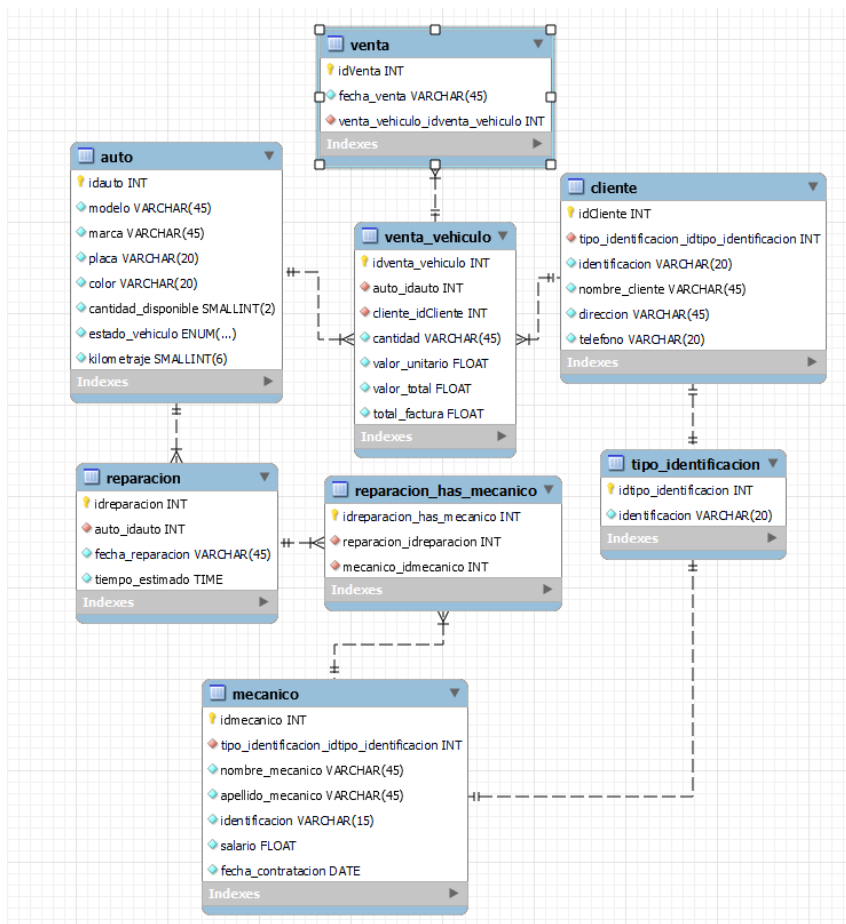 venta
idVenta INT
fecha_venta VARCHAR(45)
venta_vehiculo_idventa_vehiculo INT
Indexes
auto
idauto INT
modelo VARCHAR(45)
marca VARCHAR(45)
placa VARCHAR(20)
color VARCHAR(20)
cantidad_disponible SMALLINT(2)
estado_vehiculo ENUM(...)
kilometraje SMALLINT(6)
Indexes
venta_vehiculo
idventa_vehiculo INT
auto_idauto INT
cliente_idCliente INT
cantidad VARCHAR(45)
valor_unitario FLOAT
valor_total FLOAT
total_factura FLOAT
Indexes
cliente
idCliente INT
tipo_identificacion_idtipo_identificacion INT
identificacion VARCHAR(20)
nombre_cliente VARCHAR(45)
direccion VARCHAR(45)
telefono VARCHAR(20)
Indexes
reparacion
idreparacion INT
auto_idauto INT
fecha_reparacion VARCHAR(45)
tiempo_estimado TIME
Indexes
reparacion_has_mecanico
idreparacion_has_mecanico INT
reparacion_idreparacion INT
mecanico_idmecanico INT
Indexes
tipo_identificacion
idtipo_identificacion INT
identificacion VARCHAR(20)
Indexes
mecanico
idmecanico INT
tipo_identificacion_idtipo_identificacion INT
nombre_mecanico VARCHAR(45)
apellido_mecanico VARCHAR(45)
identificacion VARCHAR(15)
salario FLOAT
fecha_contratacion DATE
Indexes